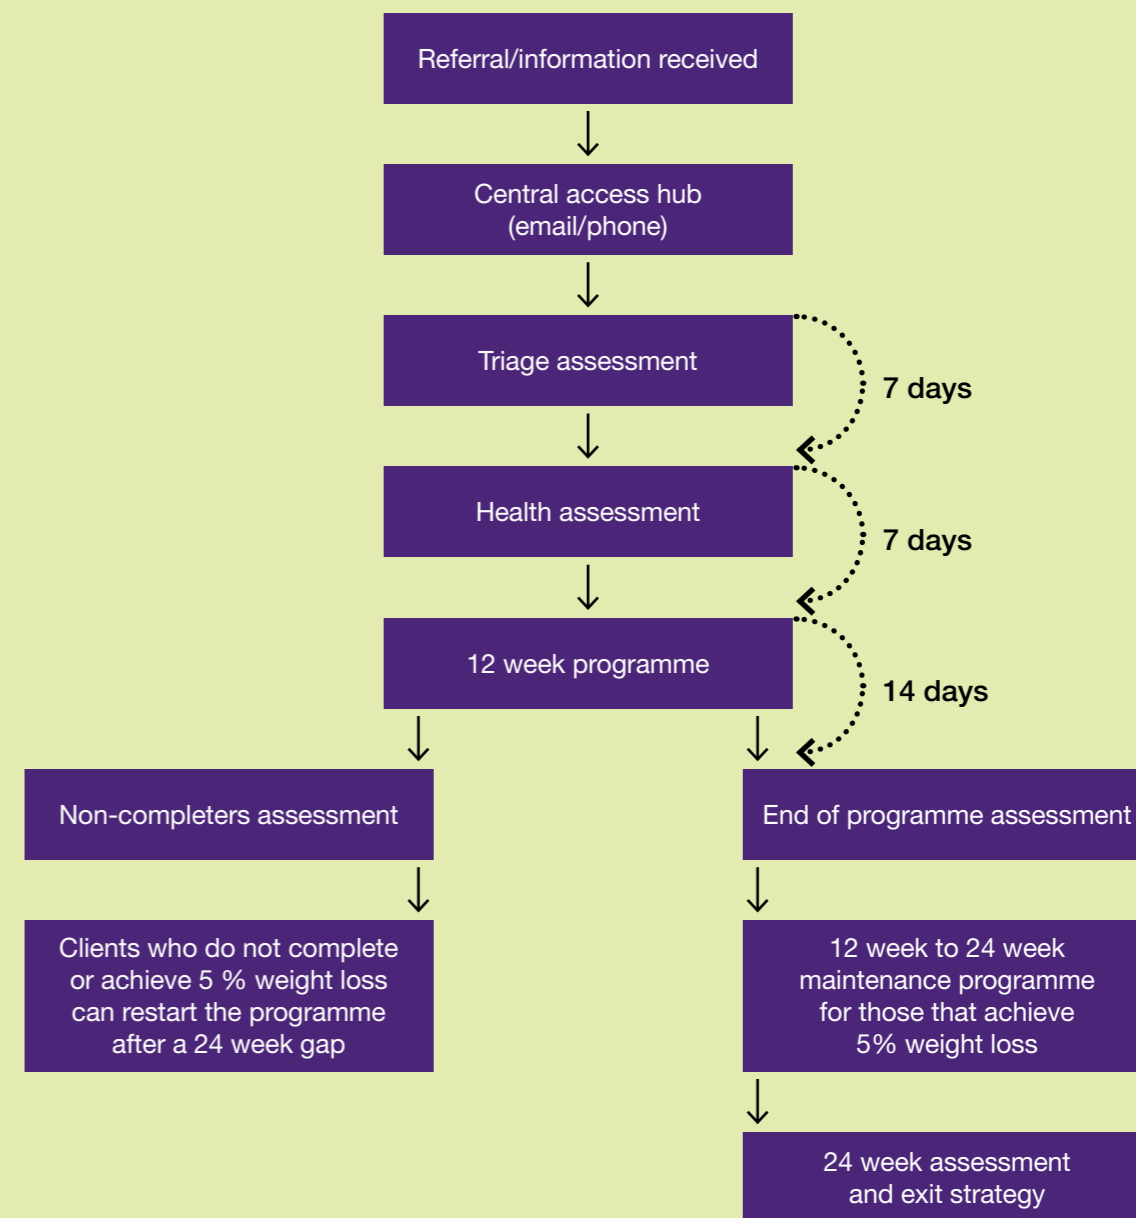 Referral/information received
Central access hub
(email/phone)
Triage assessment
7 days
Health assessment
7 days
12 week programme
14 days
Non-completers assessment
End of programme assessment
Clients who do not complete
or achieve 5 % weight loss
can restart the programme
after a 24 week gap
12 week to 24 week
maintenance programme
for those that achieve
5% weight loss
24 week assessment
and exit strategy